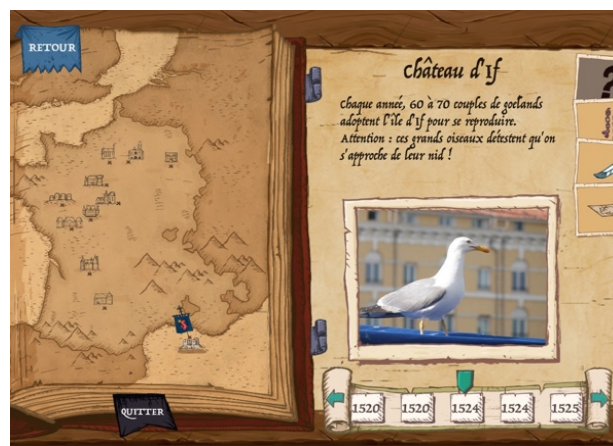 RETOUR
Château d'If
Chaque année, 60 à 70 couples de goélands
adoptent l'île d'If pour se reproduire.
Attention : ces grands oiseaux détestent qu'on
s'approche de leur nid !
QUITTER
1520 1520 1524 1524 1525